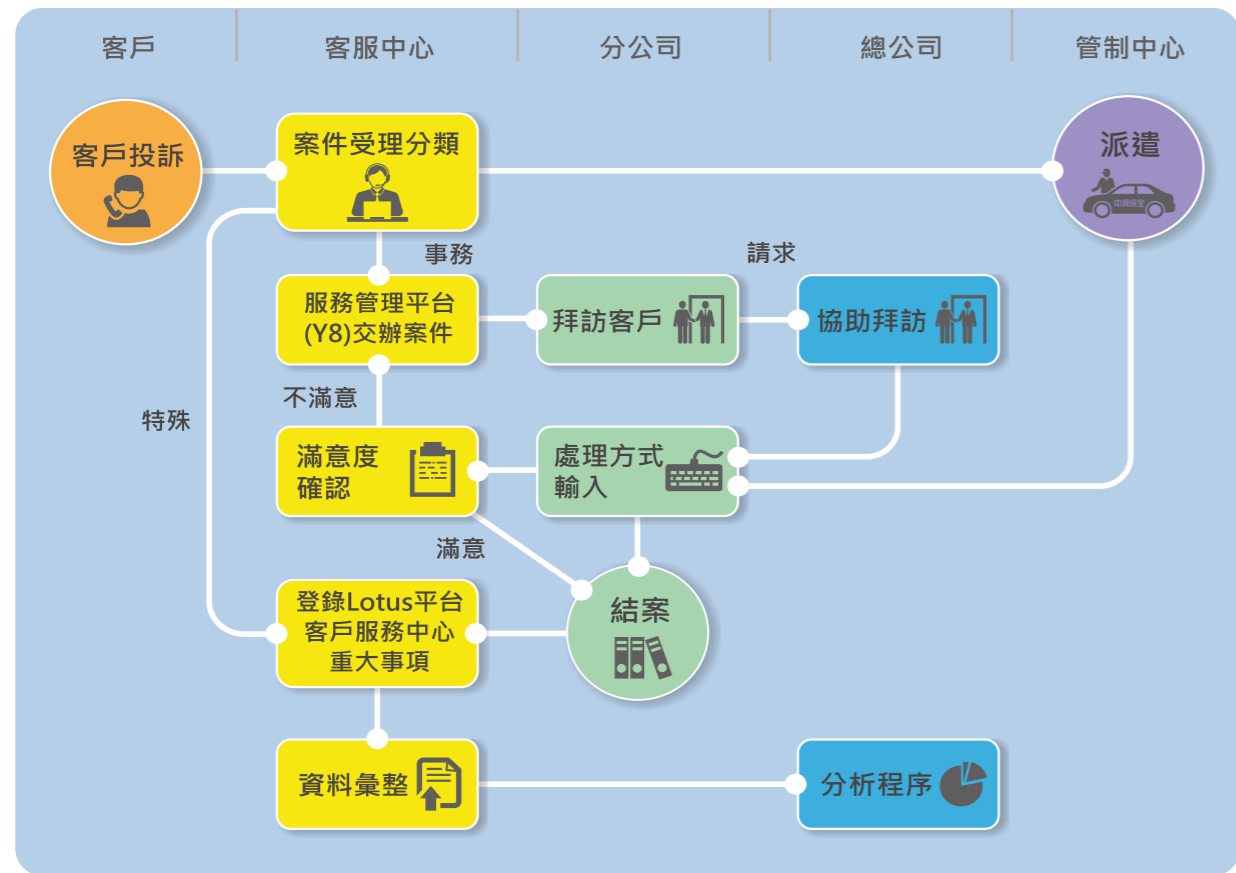 客戶
客服中心
分公司
總公司
管制中心
客戶投訴
案件受理分類
派遣
中興保全
事務
請求
服務管理平台
(Y8)交辦案件
拜訪客戶
協助拜訪
不滿意
特殊
滿意度
確認
處理方式
輸入
滿意
登錄Lotus平台
客戶服務中心
重大事項
結案
資料彙整
分析程序